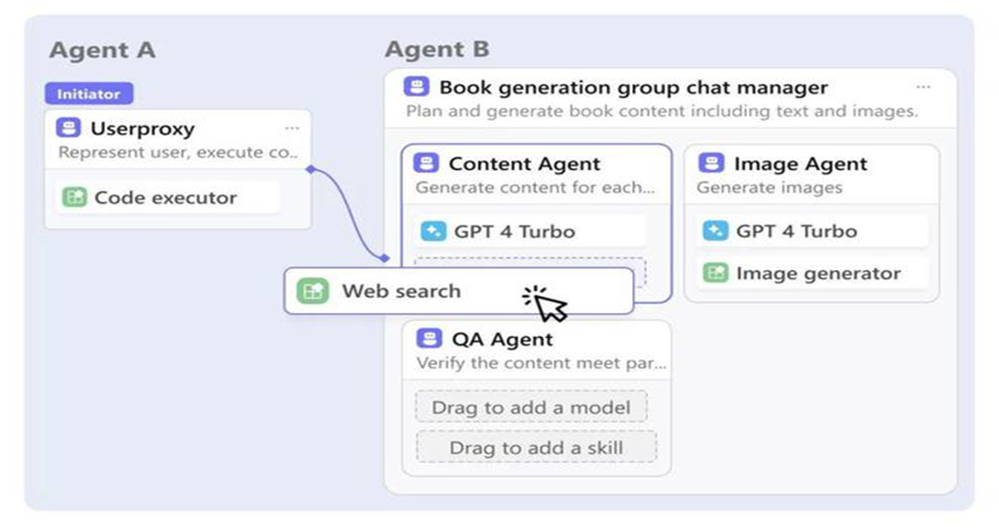 Agent A
Initiator
Userproxy
...
Represent user, execute co..
Code executor
Agent B
Book generation group chat manager
...
Plan and generate book content including text and images.
Content Agent
Generate content for each...
GPT 4 Turbo
Web search
Image Agent
Generate images
GPT 4 Turbo
Image generator
QA Agent
Verify the content meet par...
Drag to add a model
Drag to add a skill